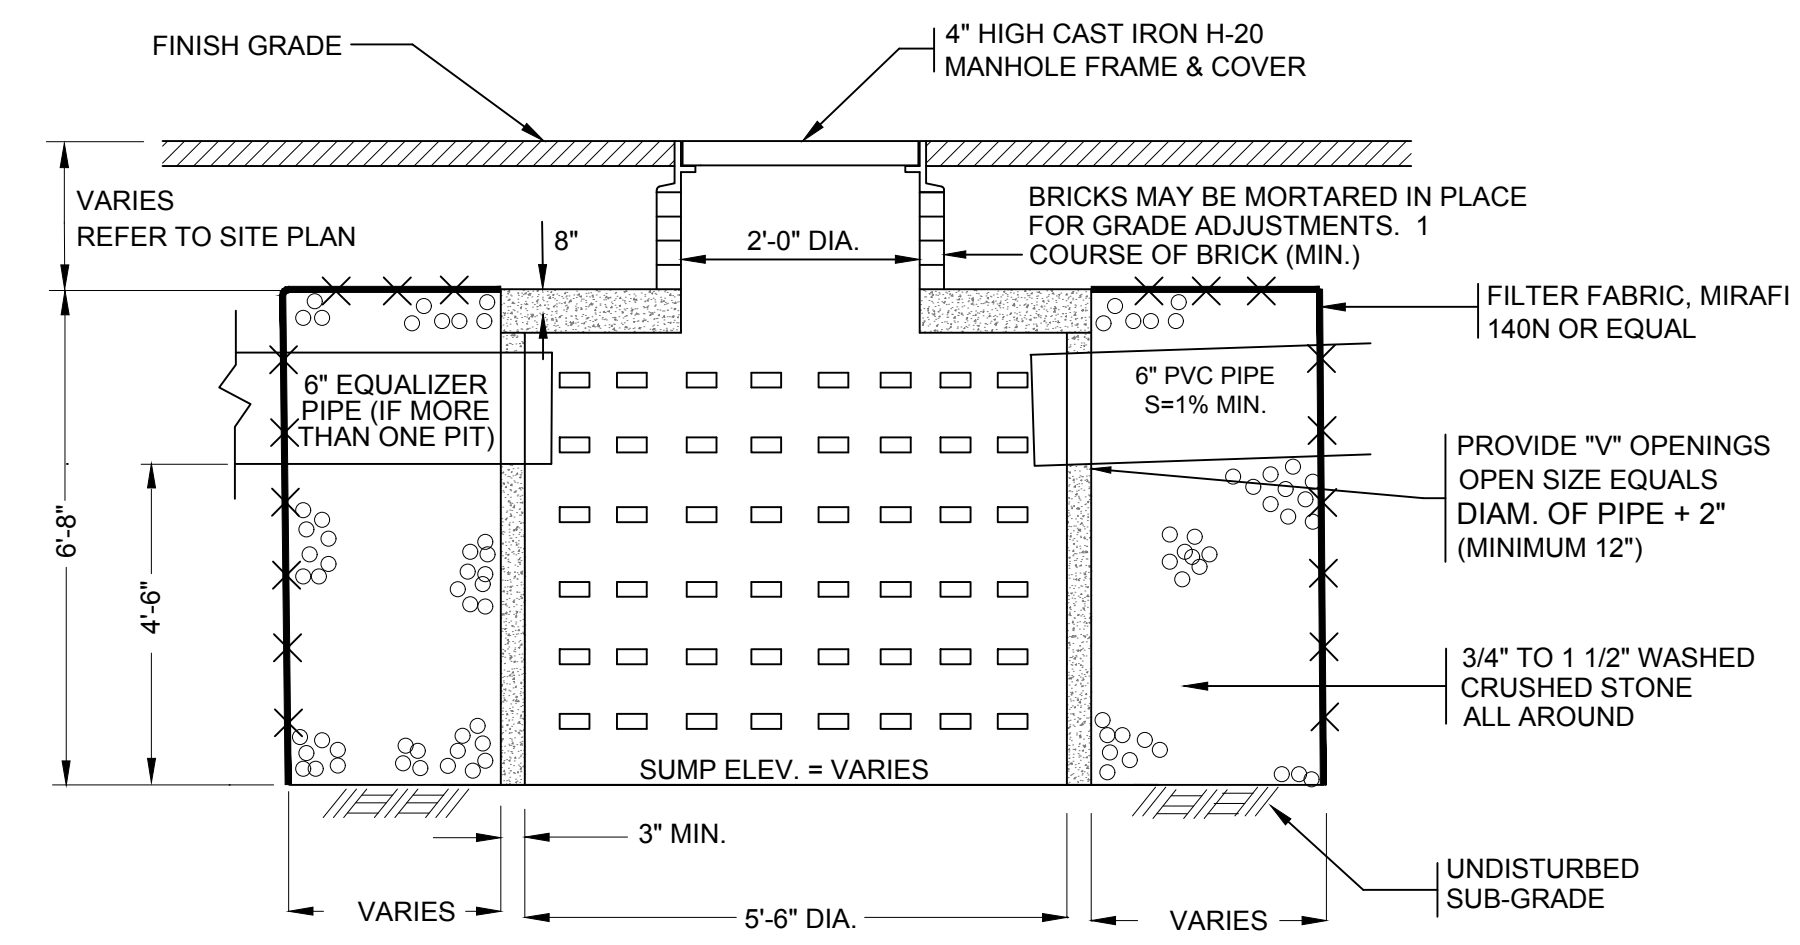 FINISH GRADE
4" HIGH CAST IRON H-20
MANHOLE FRAME & COVER
VARIES
REFER TO SITE PLAN
8"
2'-0" DIA.
BRICKS MAY BE MORTARED IN PLACE
FOR GRADE ADJUSTMENTS. 1
COURSE OF BRICK (MIN.)
FILTER FABRIC, MIRAFI
140N OR EQUAL
6" EQUALIZER
PIPE (IF MORE
THAN ONE PIT)
6" PVC PIPE
S=1% MIN.
PROVIDE "V" OPENINGS
OPEN SIZE EQUALS
DIAM. OF PIPE + 2"
(MINIMUM 12")
6'-8"
4'-6"
3/4" TO 1 1/2" WASHED
CRUSHED STONE
ALL AROUND
SUMP ELEV. = VARIES
3" MIN.
UNDISTURBED
SUB-GRADE
VARIES
5'-6" DIA.
VARIES